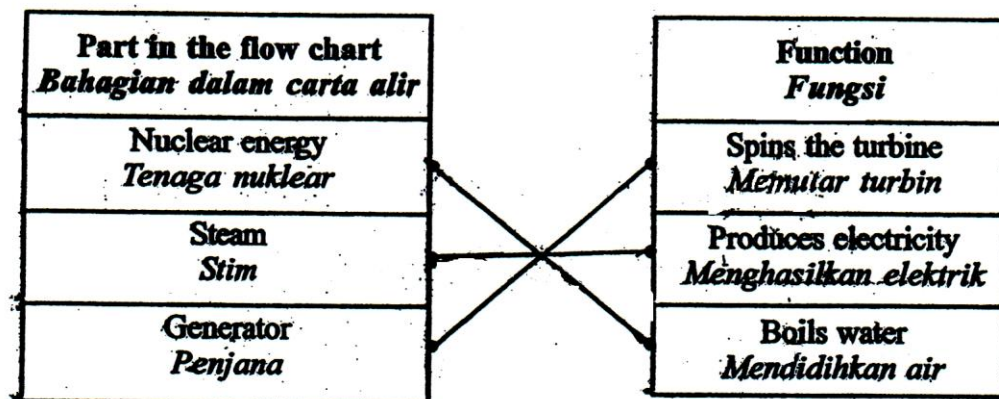 Part in the flow chart
Bahagian dalam carta alir
Nuclear energy
Tenaga nuklear
Steam
Stim
Generator
Penjana
Function
Fungsi
Spins the turbine
Memutar turbin
Produces electricity
Menghasilkan elektrik
Boils water
Mendidihkan air